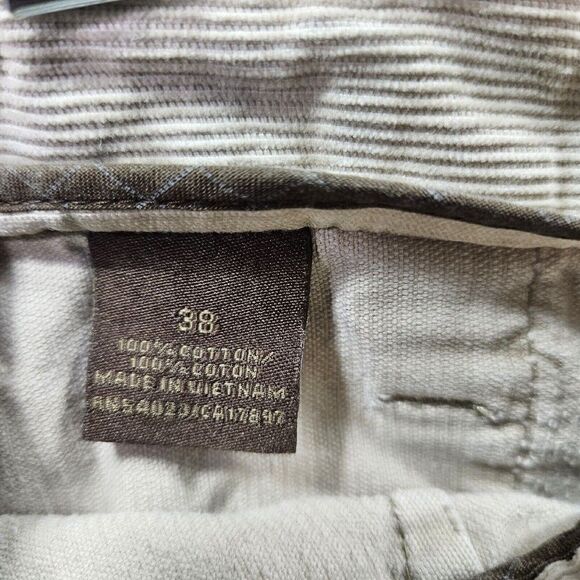 38
100% COTTON/
100% COTON
MADE IN VIETNAM
RN54023/CA17897